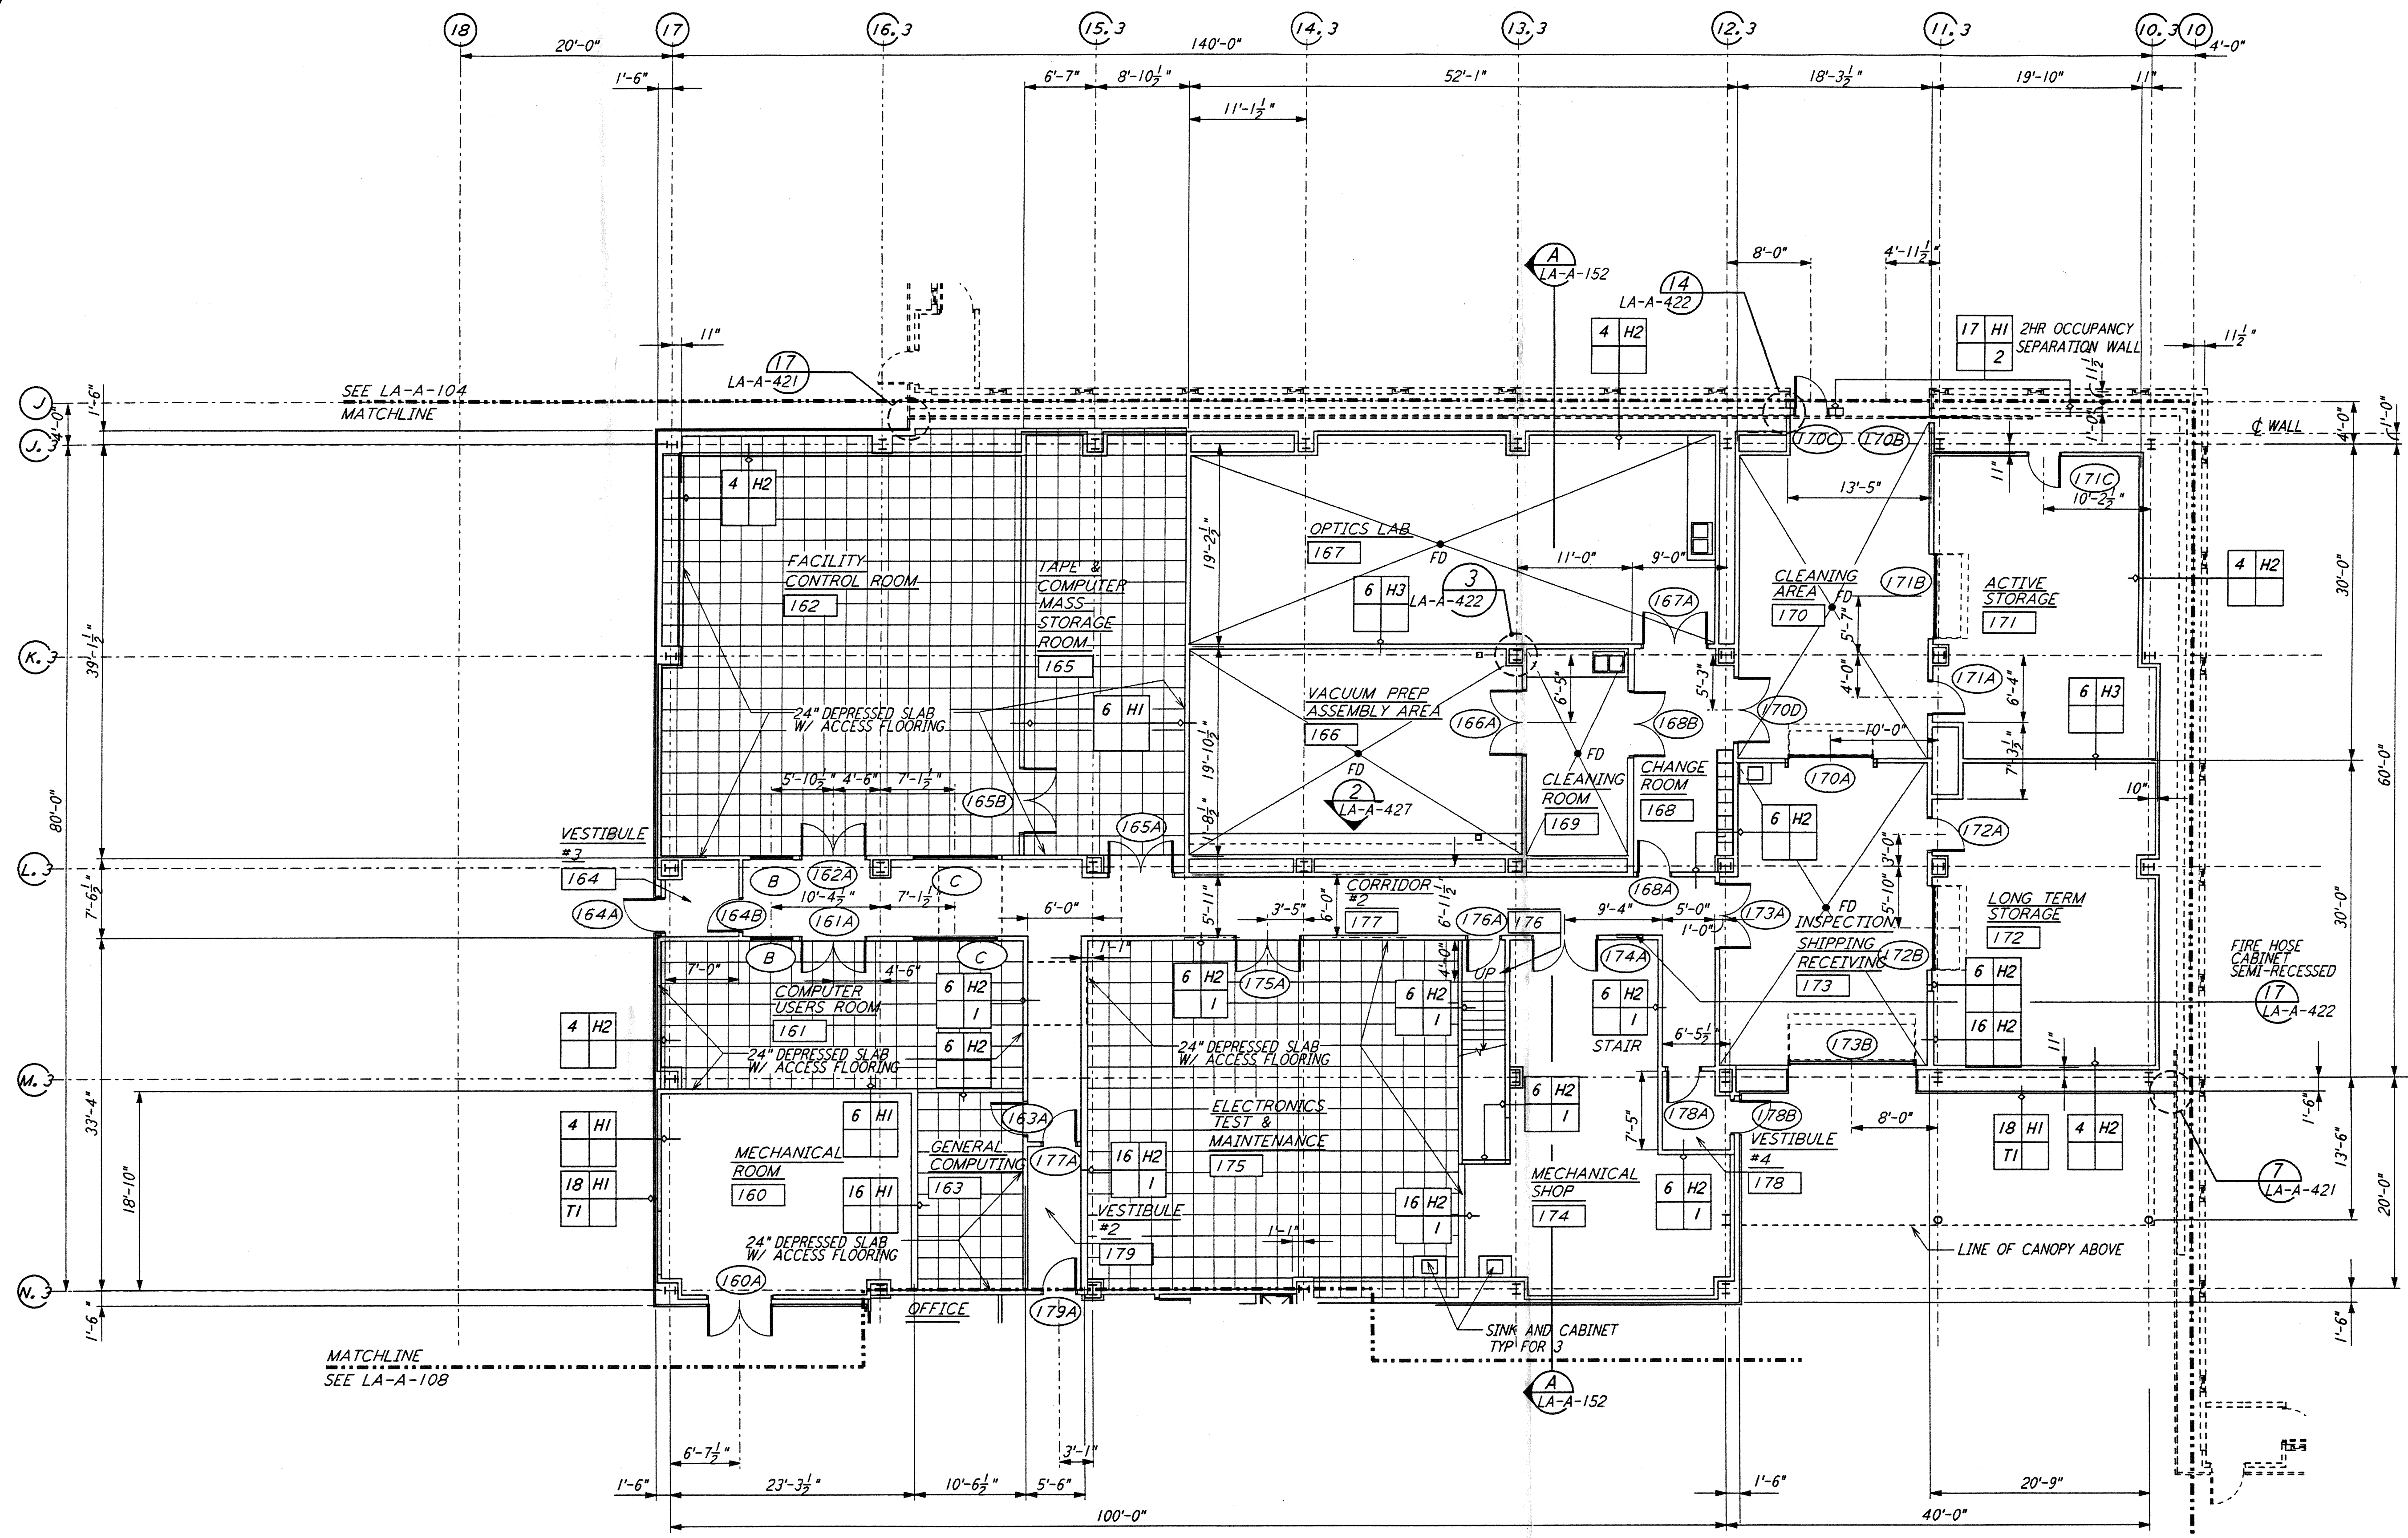 18 17 16.3 15.3 14.3 13.3 12.3 11.3 10.3 10
20'-0" 140'-0" 4'-0"
1'-6" 6'-7" 8'-10 1/2" 52'-1" 18'-3 1/2" 19'-10" 11"
11'-1 1/2"
8'-0" 4'-11 1/2"
A
LA-A-152
14
LA-A-422
4 H2
17 H1
2
2HR OCCUPANCY
SEPARATION WALL
11 1/2"
11"
17
LA-A-421
SEE LA-A-104
MATCHLINE
J
J.3
K.3
L.3
M.3
N.3
1'-6"
4'-0"
39'-1 1/2"
80'-0"
7'-6 1/2"
33'-4"
18'-10"
1'-6"
11 1/2"
1'-0"
4'-0"
1'-0"
℄ WALL
170C 170B
11"
171C
10'-2 1/2"
13'-5"
4 H2
FACILITY
CONTROL ROOM
162
TAPE &
COMPUTER
MASS
STORAGE
ROOM
165
OPTICS LAB
167
FD
19'-2 1/2"
11'-0" 9'-0"
6 H3
3
LA-A-422
167A
CLEANING
AREA
170
FD
5'-7"
4'-0"
171B
ACTIVE
STORAGE
171
4 H2
30'-0"
60'-0"
24" DEPRESSED SLAB
W/ ACCESS FLOORING
6 H1
VACUUM PREP
ASSEMBLY AREA
166
FD
19'-10 1/2"
11'-8 1/2"
166A
6'-5"
168B
5'-3"
170D
171A
6'-4"
6 H3
10'-0"
7'-3 1/2"
5'-10 1/2" 4'-6" 7'-1 1/2"
165B
165A
2
LA-A-427
FD
CLEANING
ROOM
169
CHANGE
ROOM
168
170A
6 H2
10"
172A
3'-0"
VESTIBULE
#3
164
164A
164B
B
162A
C
10'-4 1/2" 7'-1 1/2"
161A
6'-0"
5'-11"
3'-5"
6'-0"
CORRIDOR
#2
177
6'-11 1/2"
176A
176
168A
9'-4" 5'-0"
1'-0"
173A
5'-10"
FD
INSPECTION
SHIPPING
RECEIVING
173
172B
LONG TERM
STORAGE
172
30'-0"
FIRE HOSE
CABINET
SEMI-RECESSED
17
LA-A-422
B
C
7'-0"
4'-6"
COMPUTER
USERS ROOM
161
6 H2
1
6 H2
4 H2
24" DEPRESSED SLAB
W/ ACCESS FLOORING
1'-1"
6 H2
1
175A
24" DEPRESSED SLAB
W/ ACCESS FLOORING
6 H2
1
4'-0"
UP
174A
6 H2
1
STAIR
6'-5 1/2"
173B
6 H2
16 H2
11"
6 H1
4 H1
18 H1
T1
MECHANICAL
ROOM
160
16 H1
GENERAL
COMPUTING
163
163A
177A
ELECTRONICS
TEST &
MAINTENANCE
175
16 H2
1
VESTIBULE
#2
179
1'-1"
16 H2
1
6 H2
1
MECHANICAL
SHOP
174
7'-5"
178A
178B
VESTIBULE
#4
178
6 H2
1
8'-0"
18 H1
T1
4 H2
1'-6"
13'-6"
20'-0"
1'-6"
7
LA-A-421
LINE OF CANOPY ABOVE
24" DEPRESSED SLAB
W/ ACCESS FLOORING
160A
OFFICE
179A
SINK AND CABINET
TYP FOR 3
MATCHLINE
SEE LA-A-108
A
LA-A-152
6'-7 1/2" 3'-1"
1'-6" 23'-3 1/2" 10'-6 1/2" 5'-6" 1'-6" 20'-9"
100'-0" 40'-0"